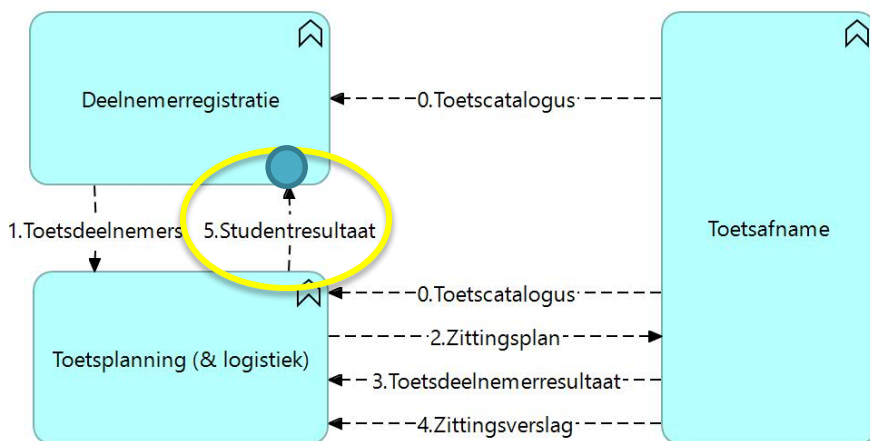 Deelnemerregistratie
0.Toetscatalogus
1.Toetsdeelnemers
5.Studentresultaat
Toetsafname
0.Toetscatalogus
2.Zittingsplan
Toetsplanning (& logistiek)
3.Toetsdeelnemerresultaat
4.Zittingsverslag